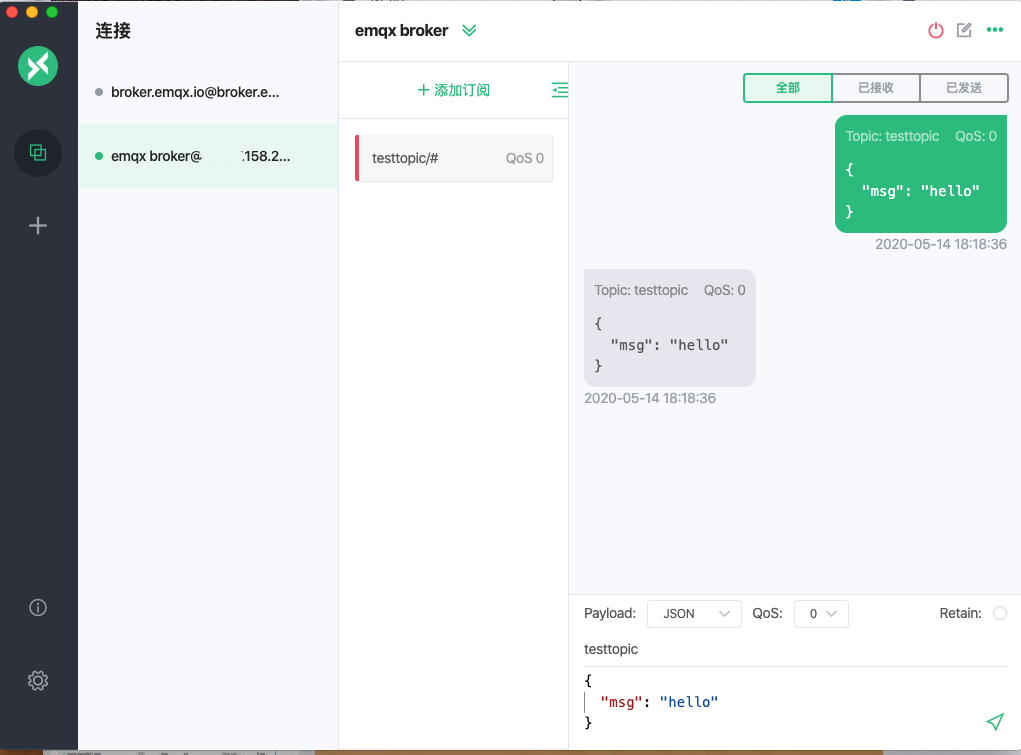 连接
broker.emqx.io@broker.e...
emqx broker@ .158.2...
emqx broker
添加订阅
testtopic/# QoS 0
全部 已接收 已发送
Topic: testtopic QoS: 0
{
"msg": "hello"
}
2020-05-14 18:18:36
Topic: testtopic QoS: 0
{
"msg": "hello"
}
2020-05-14 18:18:36
Payload: JSON QoS: 0 Retain:
testtopic
{
"msg": "hello"
}